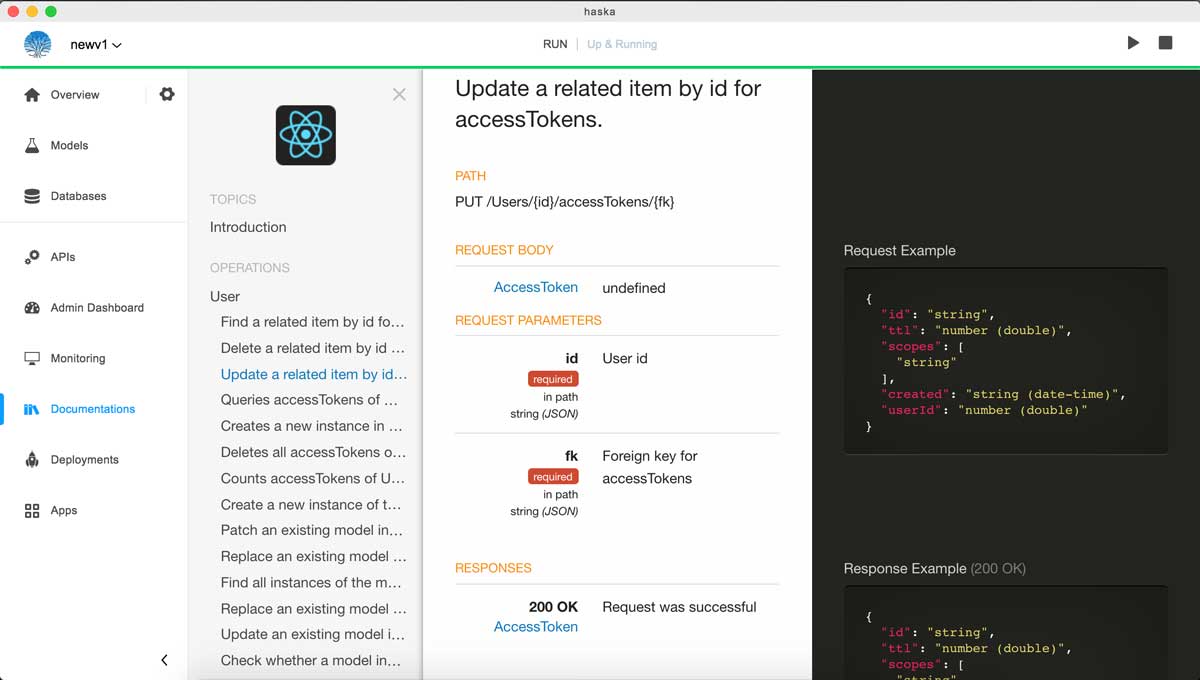 haska
newv1
RUN
Up & Running
Overview
Models
Databases
APIs
Admin Dashboard
Monitoring
Documentations
Deployments
Apps
TOPICS
Introduction
OPERATIONS
User
Find a related item by id fo...
Delete a related item by id ...
Update a related item by id...
Queries accessTokens of ...
Creates a new instance in ...
Deletes all accessTokens o...
Counts accessTokens of U...
Create a new instance of t...
Patch an existing model in...
Replace an existing model ...
Find all instances of the m...
Replace an existing model ...
Update an existing model i...
Check whether a model in...
Update a related item by id for
accessTokens.
PATH
PUT /Users/{id}/accessTokens/{fk}
REQUEST BODY
AccessToken undefined
REQUEST PARAMETERS
id User id
required
in path
string (JSON)
fk Foreign key for
required accessTokens
in path
string (JSON)
RESPONSES
200 OK Request was successful
AccessToken
Request Example
{
"id": "string",
"ttl": "number (double)",
"scopes": [
"string"
],
"created": "string (date-time)",
"userId": "number (double)"
}
Response Example (200 OK)
{
"id": "string",
"ttl": "number (double)",
"scopes": [
"string"